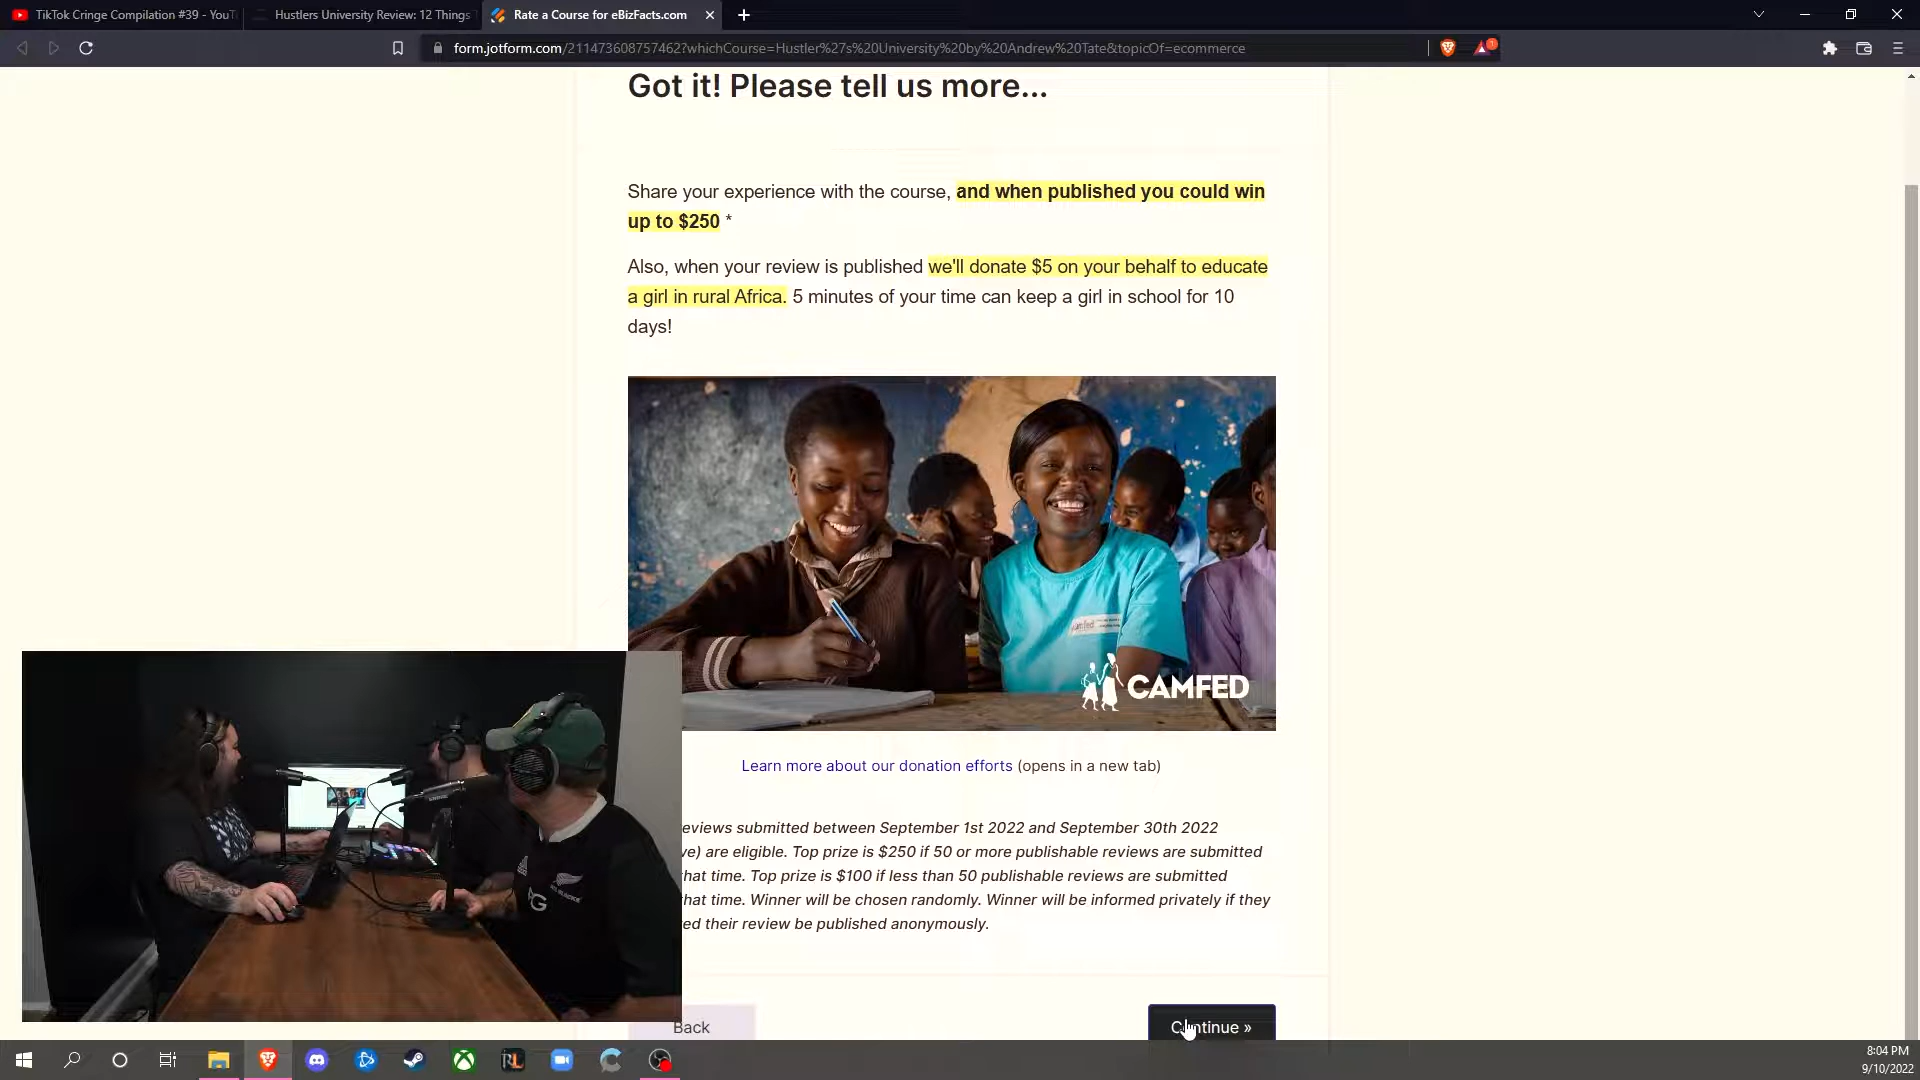 TikTok Cringe Compilation #39 - YouT
Hustlers University Review: 12 Things
Rate a Course for eBizFacts.com
form.jotform.com/211473608757462?whichCourse=Hustler%27s%20University%20by%20Andrew%20Tate&topicOf=ecommerce
Got it! Please tell us more...
Share your experience with the course, and when published you could win
up to $250 *
Also, when your review is published we'll donate $5 on your behalf to educate
a girl in rural Africa. 5 minutes of your time can keep a girl in school for 10
days!
CAMFED
Learn more about our donation efforts (opens in a new tab)
eviews submitted between September 1st 2022 and September 30th 2022
ve) are eligible. Top prize is $250 if 50 or more publishable reviews are submitted
hat time. Top prize is $100 if less than 50 publishable reviews are submitted
hat time. Winner will be chosen randomly. Winner will be informed privately if they
ed their review be published anonymously.
Back
Continue »
8:04 PM
9/10/2022